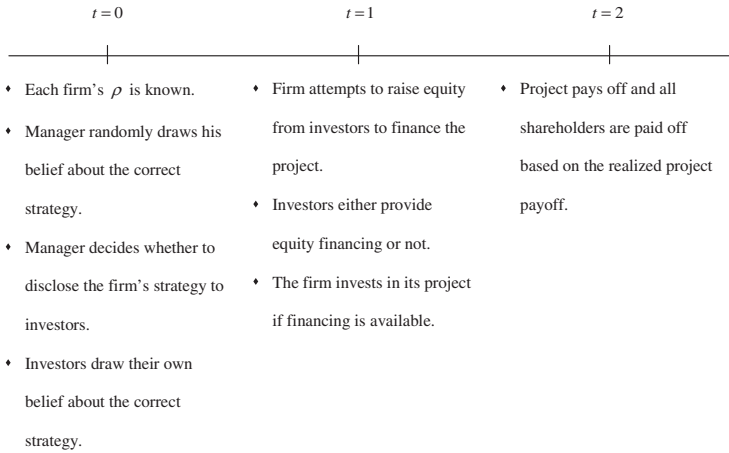 t = 0
t = 1
t = 2
♦ Each firm's ρ is known.
♦ Manager randomly draws his
belief about the correct
strategy.
♦ Manager decides whether to
disclose the firm's strategy to
investors.
♦ Investors draw their own
belief about the correct
strategy.
♦ Firm attempts to raise equity
from investors to finance the
project.
♦ Investors either provide
equity financing or not.
♦ The firm invests in its project
if financing is available.
♦ Project pays off and all
shareholders are paid off
based on the realized project
payoff.